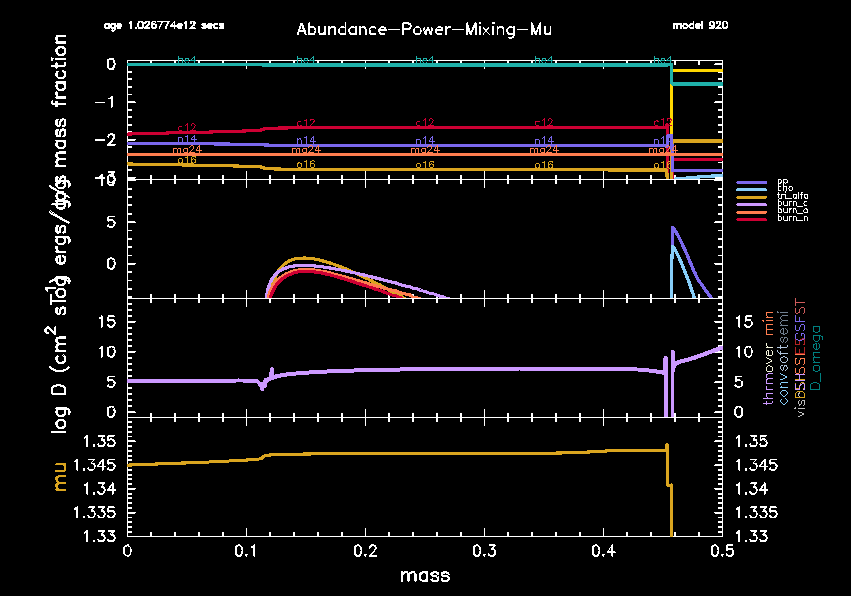 age 1.026774e12 secs
Abundance-Power-Mixing-Mu
model 920
0
-1
-2
he4 he4 he4 he4 he4
c12 c12 c12 c12 c12
n14 n14 n14 n14 n14
mg24 mg24 mg24 mg24 mg24
o16 o16 o16 o16 o16
mass fraction
10
5
0
ergs/g/s
pp
cno
tri_alfa
burn_c
burn_n
15
10
5
0
log D (cm2 s-1)
15
10
5
0
thrm over min
conv soft semi
D_omega
1.35
1.345
1.34
1.335
1.33
mu
1.35
1.345
1.34
1.335
1.33
0 0.1 0.2 0.3 0.4 0.5
mass